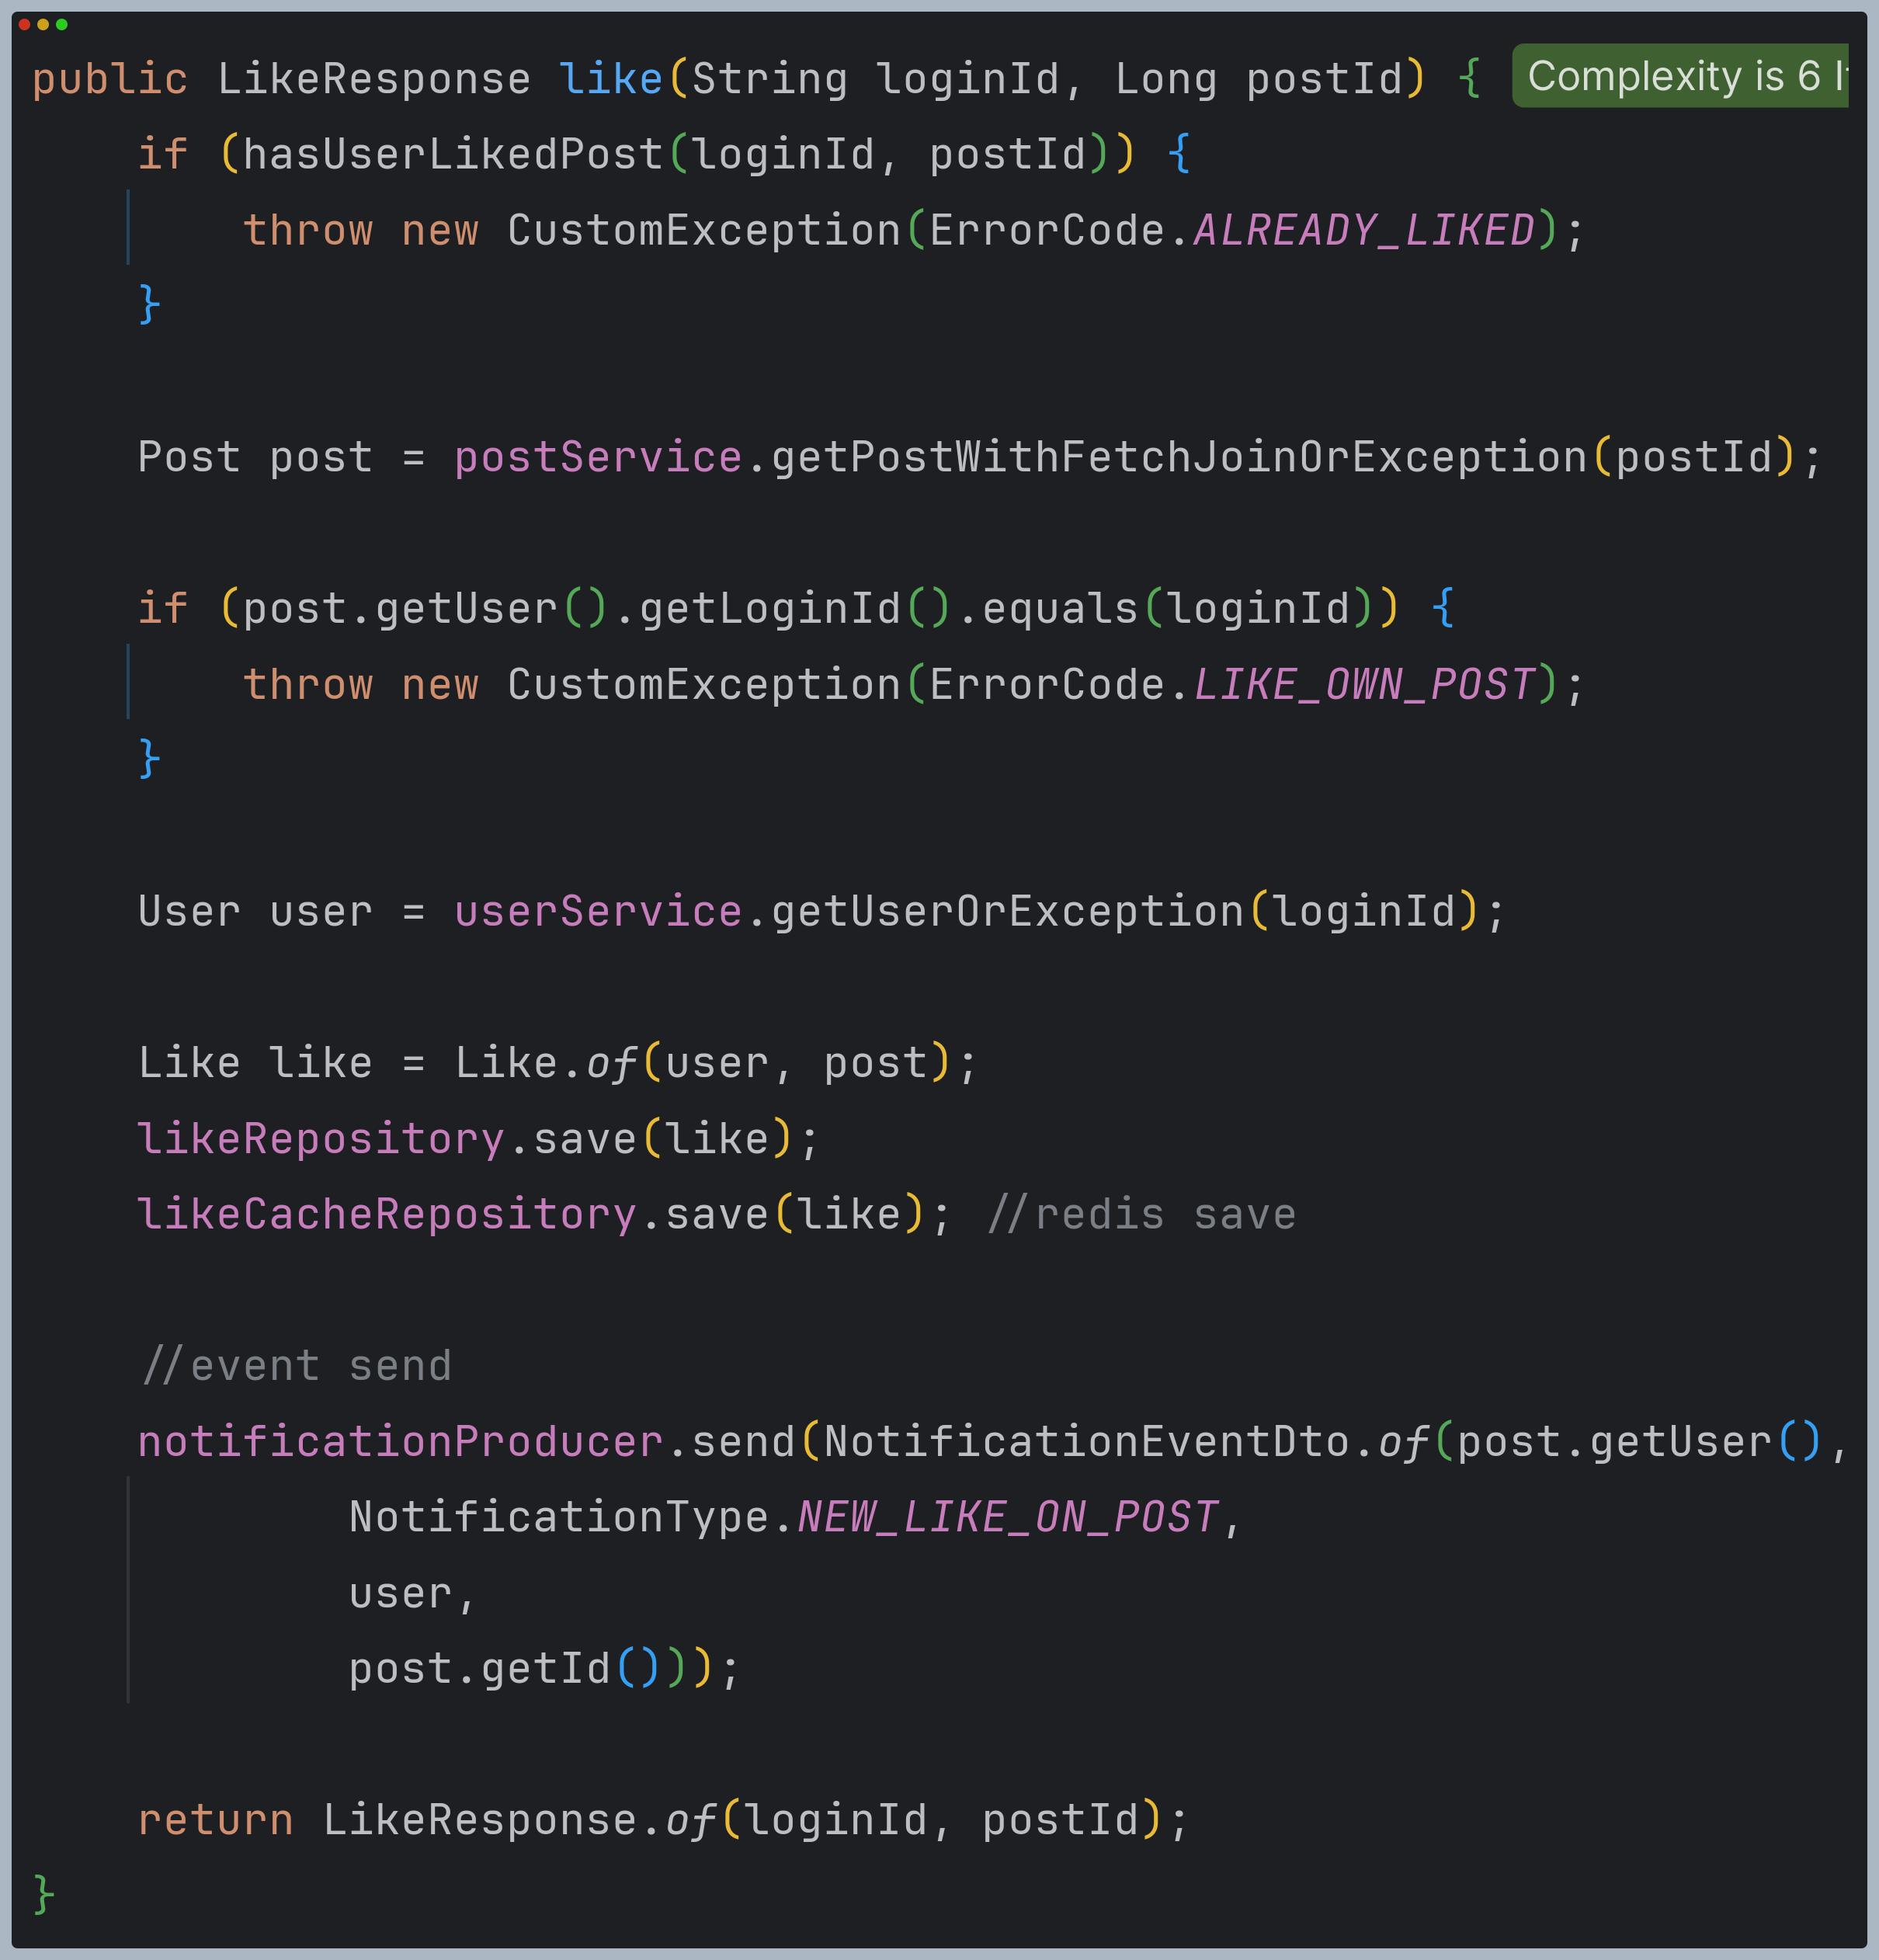 public LikeResponse like(String loginId, Long postId) { Complexity is 6 It
if (hasUserLikedPost(loginId, postId)) {
throw new CustomException(ErrorCode.ALREADY_LIKED);
}
Post post = postService.getPostWithFetchJoinOrException(postId);
if (post.getUser().getLoginId().equals(loginId)) {
throw new CustomException(ErrorCode.LIKE_OWN_POST);
}
User user = userService.getUserOrException(loginId);
Like like = Like.of(user, post);
likeRepository.save(like);
likeCacheRepository.save(like); //redis save
//event send
notificationProducer.send(NotificationEventDto.of(post.getUser(),
NotificationType.NEW_LIKE_ON_POST,
user,
post.getId()));
return LikeResponse.of(loginId, postId);
}